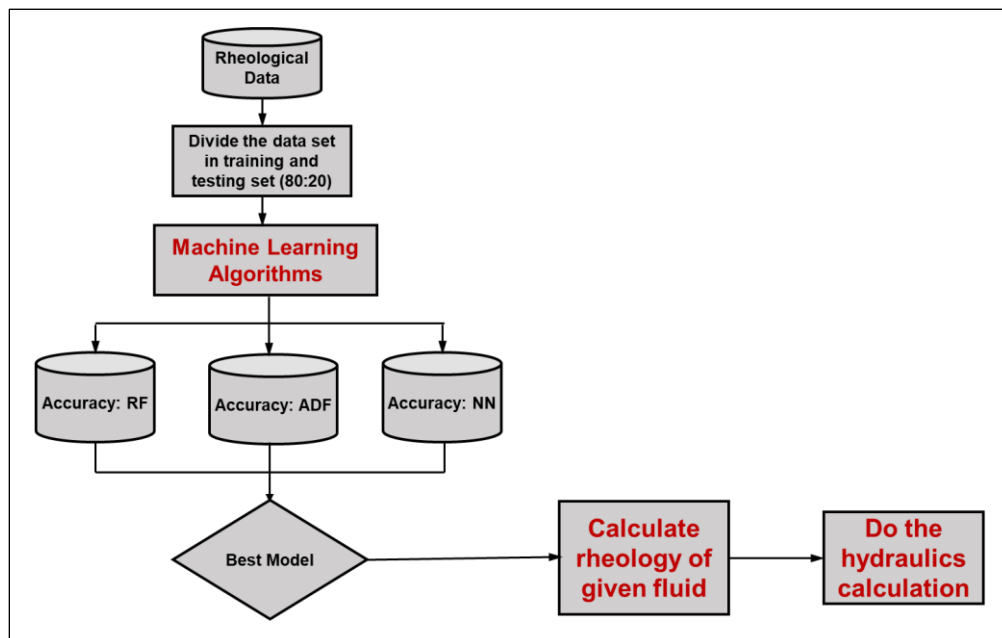 Rheological
Data
Divide the data set
in training and
testing set (80:20)
Machine Learning
Algorithms
Accuracy: RF
Accuracy: ADF
Accuracy: NN
Best Model
Calculate
rheology of
given fluid
Do the
hydraulics
calculation